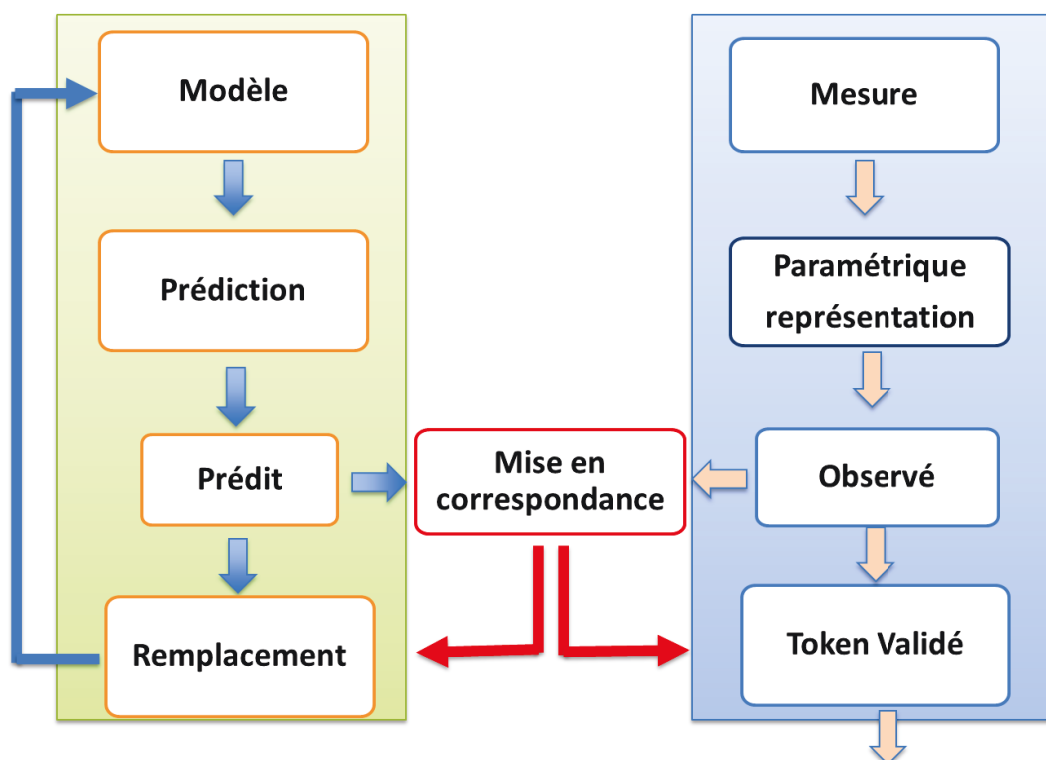 Modèle
Prédiction
Prédit
Remplacement
Mise en
correspondance
Mesure
Paramétrique
représentation
Observé
Token Validé